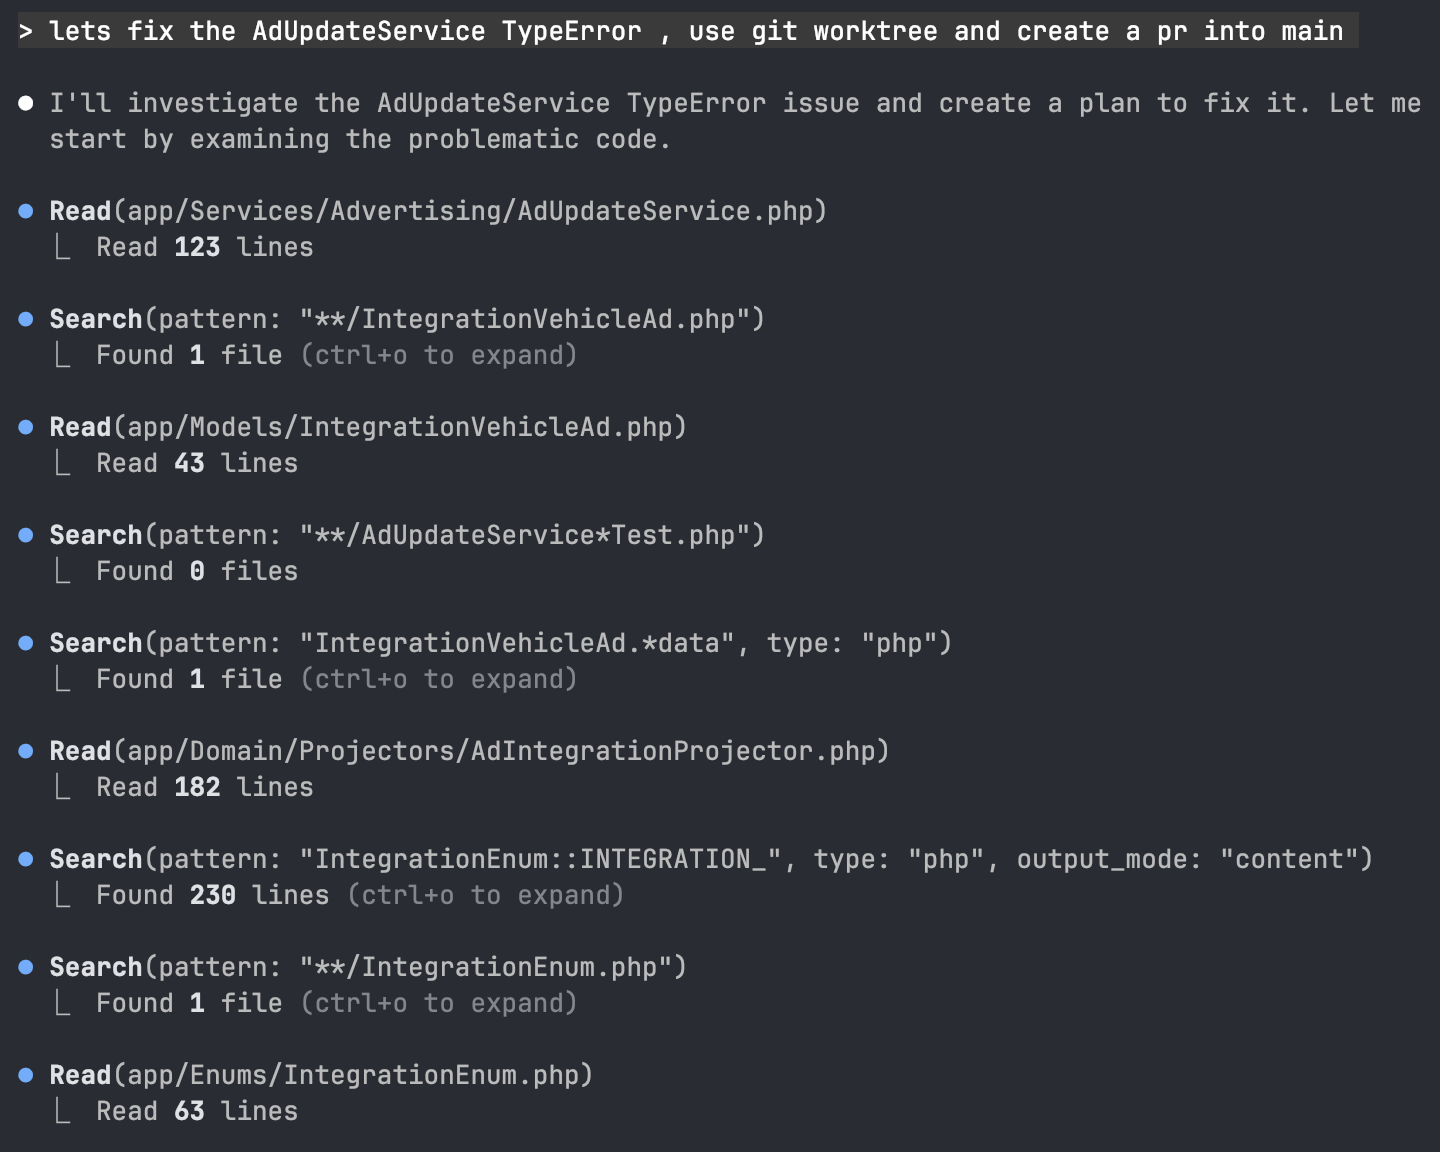 > lets fix the AdUpdateService TypeError , use git worktree and create a pr into main
● I'll investigate the AdUpdateService TypeError issue and create a plan to fix it. Let me
start by examining the problematic code.
● Read(app/Services/Advertising/AdUpdateService.php)
⎿ Read 123 lines
● Search(pattern: "**/IntegrationVehicleAd.php")
⎿ Found 1 file (ctrl+o to expand)
● Read(app/Models/IntegrationVehicleAd.php)
⎿ Read 43 lines
● Search(pattern: "**/AdUpdateService*Test.php")
⎿ Found 0 files
● Search(pattern: "IntegrationVehicleAd.*data", type: "php")
⎿ Found 1 file (ctrl+o to expand)
● Read(app/Domain/Projectors/AdIntegrationProjector.php)
⎿ Read 182 lines
● Search(pattern: "IntegrationEnum::INTEGRATION_", type: "php", output_mode: "content")
⎿ Found 230 lines (ctrl+o to expand)
● Search(pattern: "**/IntegrationEnum.php")
⎿ Found 1 file (ctrl+o to expand)
● Read(app/Enums/IntegrationEnum.php)
⎿ Read 63 lines